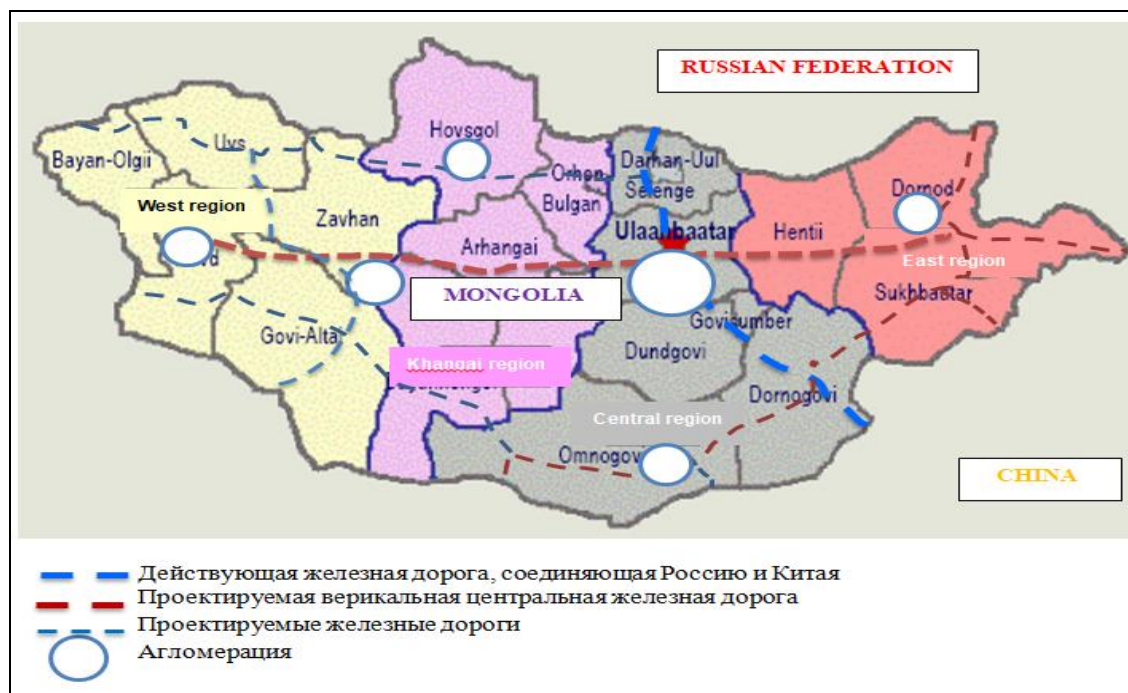 RUSSIAN FEDERATION
Hovsgol
Uvs
Bayan-Olgii
Darhan-Uul
Orhon
Selenge
Dornod
West region
Bulgan
Zavhan
Ulaanbaatar
Hentii
Arhangai
East region
MONGOLIA
Sukhbaatar
Govisumber
Govi-Altai
Dundgovi
Khangai region
Dornogovi
Central region
Omnogovi
CHINA
Действующая железная дорога, соединяющая Россию и Китая
Проектируемая верикальная центральная железная дорога
Проектируемые железные дороги
Агломерация